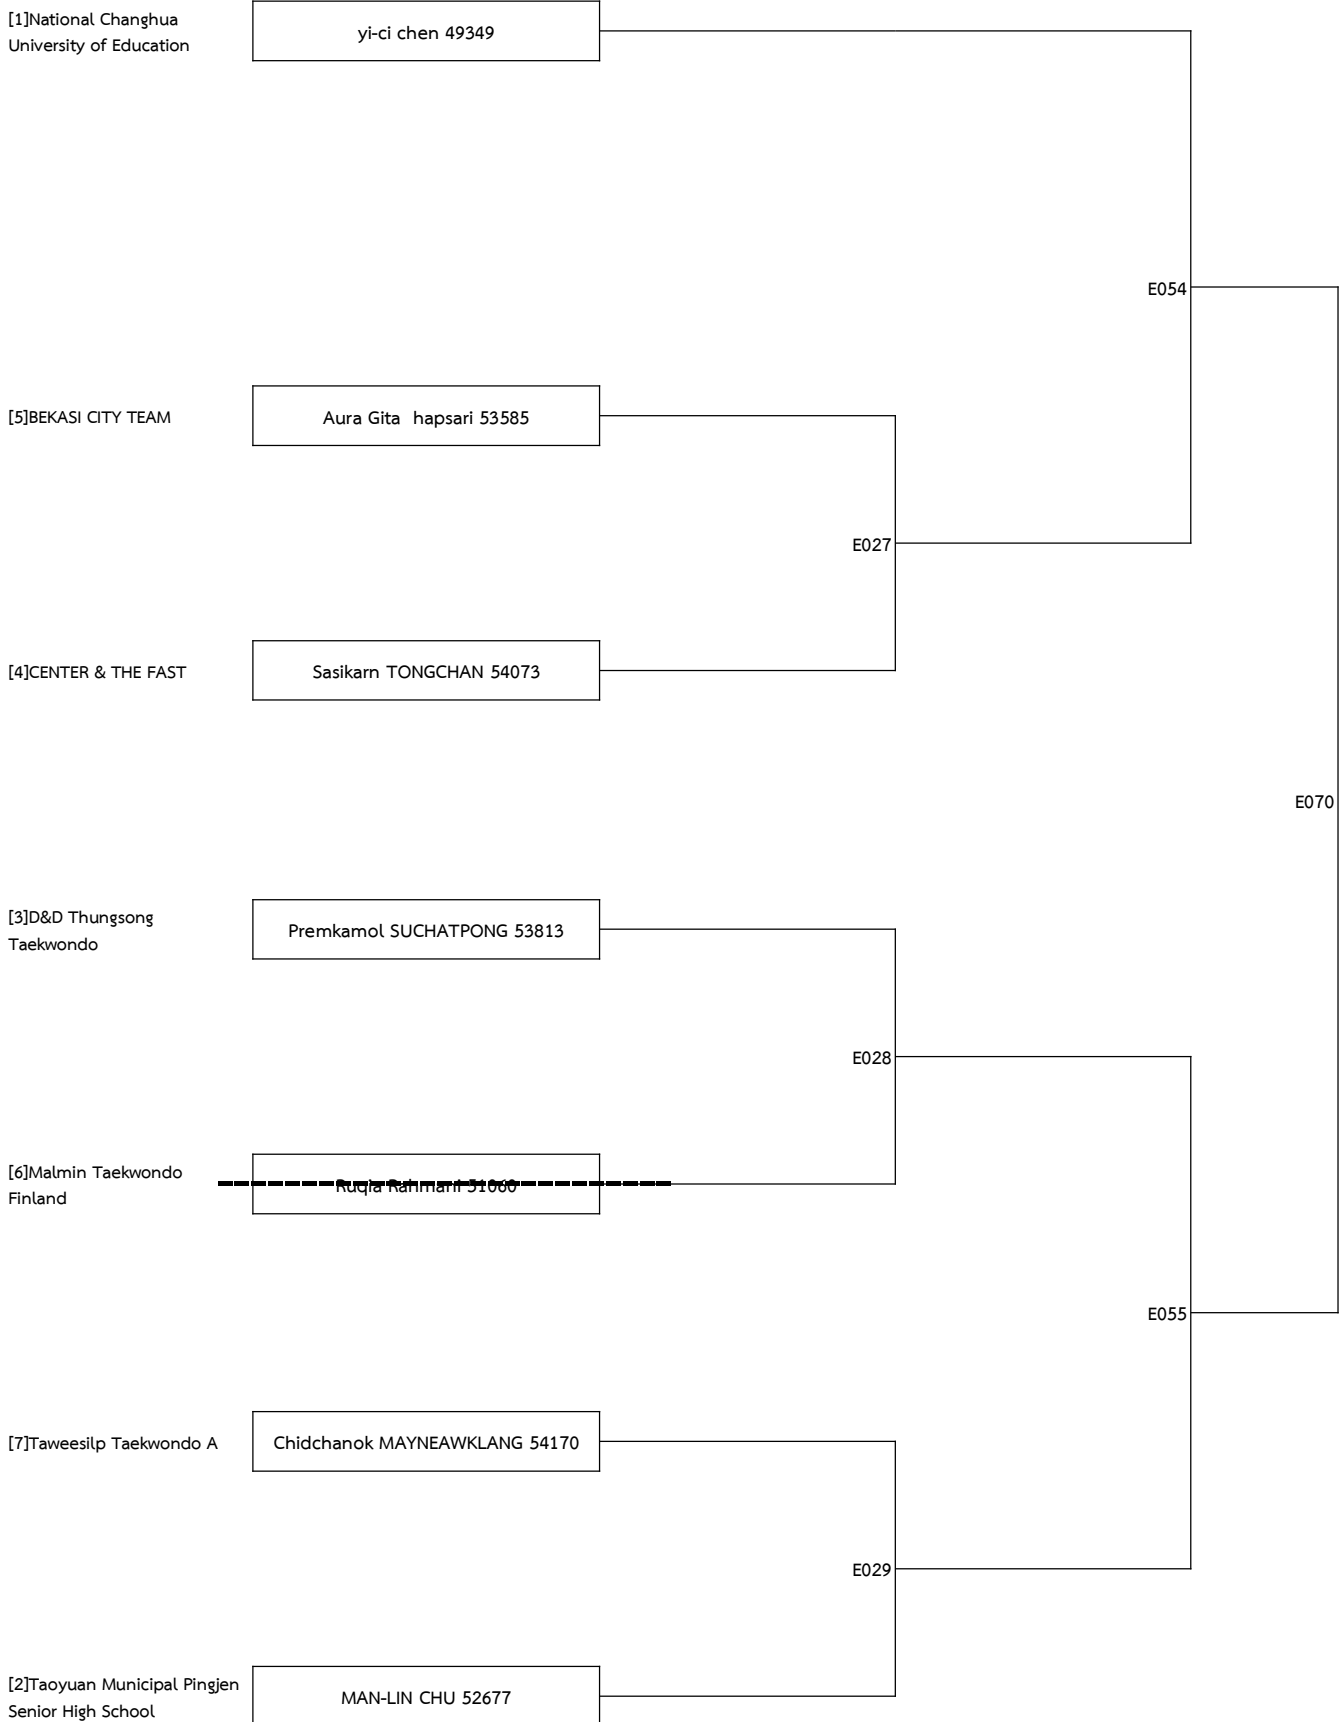 [1]National Changhua
University of Education
yi-ci chen 49349
E054
[5]BEKASI CITY TEAM
Aura Gita  hapsari 53585
E027
[4]CENTER & THE FAST
Sasikarn TONGCHAN 54073
E070
[3]D&D Thungsong
Taekwondo
Premkamol SUCHATPONG 53813
E028
[6]Malmin Taekwondo
Finland
Ruqia Rahmani 51060
E055
[7]Taweesilp Taekwondo A
Chidchanok MAYNEAWKLANG 54170
E029
[2]Taoyuan Municipal Pingjen
Senior High School
MAN-LIN CHU 52677